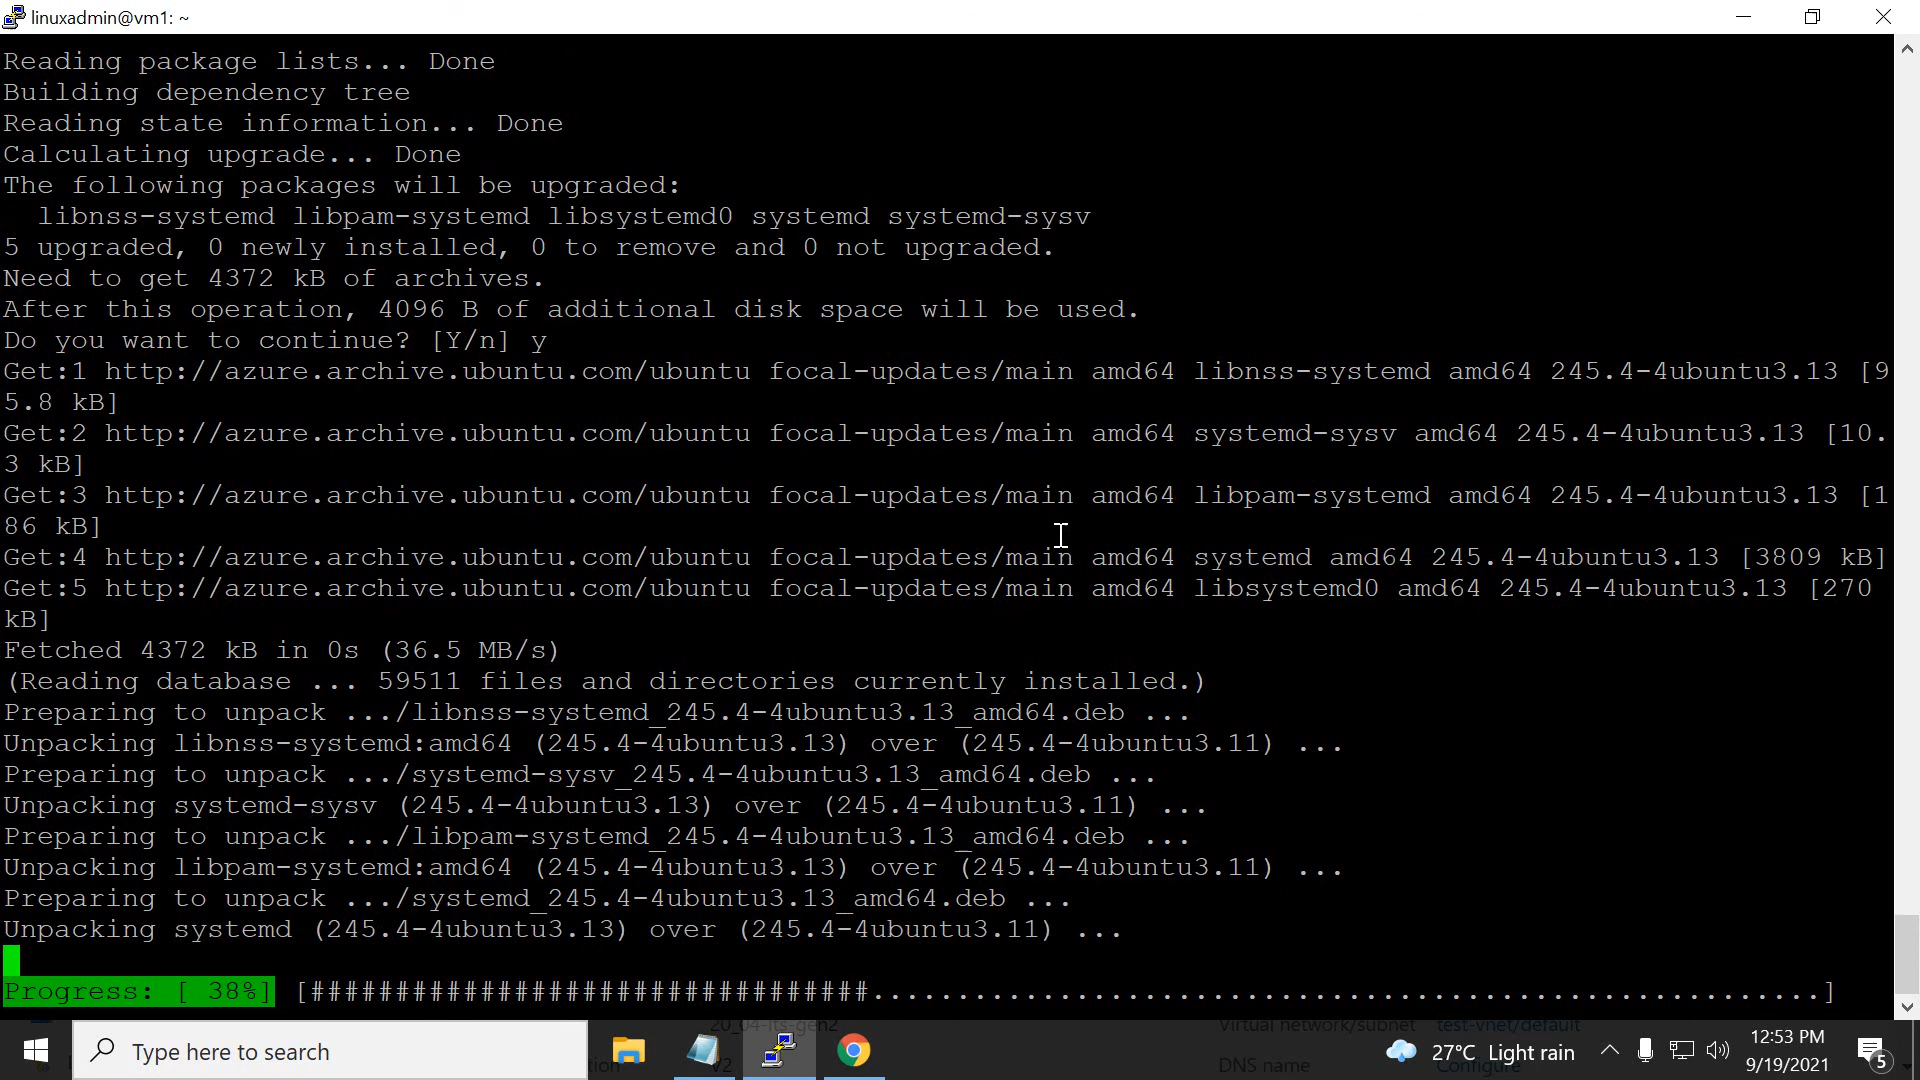 linuxadmin@vm1: ~
Reading package lists... Done
Building dependency tree
Reading state information... Done
Calculating upgrade... Done
The following packages will be upgraded:
  libnss-systemd libpam-systemd libsystemd0 systemd systemd-sysv
5 upgraded, 0 newly installed, 0 to remove and 0 not upgraded.
Need to get 4372 kB of archives.
After this operation, 4096 B of additional disk space will be used.
Do you want to continue? [Y/n] y
Get:1 http://azure.archive.ubuntu.com/ubuntu focal-updates/main amd64 libnss-systemd amd64 245.4-4ubuntu3.13 [9
5.8 kB]
Get:2 http://azure.archive.ubuntu.com/ubuntu focal-updates/main amd64 systemd-sysv amd64 245.4-4ubuntu3.13 [10.
3 kB]
Get:3 http://azure.archive.ubuntu.com/ubuntu focal-updates/main amd64 libpam-systemd amd64 245.4-4ubuntu3.13 [1
86 kB]
Get:4 http://azure.archive.ubuntu.com/ubuntu focal-updates/main amd64 systemd amd64 245.4-4ubuntu3.13 [3809 kB]
Get:5 http://azure.archive.ubuntu.com/ubuntu focal-updates/main amd64 libsystemd0 amd64 245.4-4ubuntu3.13 [270
kB]
Fetched 4372 kB in 0s (36.5 MB/s)
(Reading database ... 59511 files and directories currently installed.)
Preparing to unpack .../libnss-systemd_245.4-4ubuntu3.13_amd64.deb ...
Unpacking libnss-systemd:amd64 (245.4-4ubuntu3.13) over (245.4-4ubuntu3.11) ...
Preparing to unpack .../systemd-sysv_245.4-4ubuntu3.13_amd64.deb ...
Unpacking systemd-sysv (245.4-4ubuntu3.13) over (245.4-4ubuntu3.11) ...
Preparing to unpack .../libpam-systemd_245.4-4ubuntu3.13_amd64.deb ...
Unpacking libpam-systemd:amd64 (245.4-4ubuntu3.13) over (245.4-4ubuntu3.11) ...
Preparing to unpack .../systemd_245.4-4ubuntu3.13_amd64.deb ...
Unpacking systemd (245.4-4ubuntu3.13) over (245.4-4ubuntu3.11) ...
Progress: [ 38%] [#################################........................................................]
20_04-lts-gen2 Virtual network/subnet test-vnet/default
Type here to search
27°C Light rain
12:53 PM
9/19/2021
5
V2 DNS name Configure